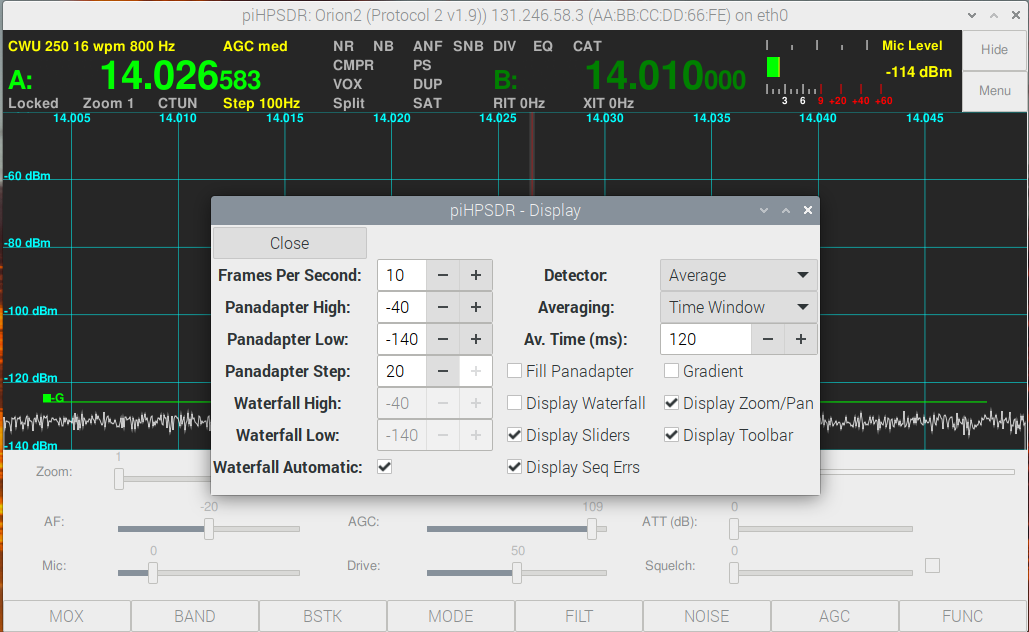 piHPSDR: Orion2 (Protocol 2 v1.9)) 131.246.58.3 (AA:BB:CC:DD:66:FE) on eth0
CWU 250 16 wpm 800 Hz AGC med NR NB ANF SNB DIV EQ CAT Mic Level Hide
A: 14.026583 CMPR PS B: 14.010000 -114 dBm
VOX DUP Menu
Locked Zoom 1 CTUN Step 100Hz Split SAT RIT 0Hz XIT 0Hz 3 6 9 +20 +40 +60
14.005 14.010 14.015 14.020 14.025 14.030 14.035 14.040 14.045
-60 dBm
piHPSDR - Display
-80 dBm
Close
Frames Per Second: 10 − + Detector: Average
Panadapter High: -40 − + Averaging: Time Window
-100 dBm
Panadapter Low: -140 − + Av. Time (ms): 120 − +
Panadapter Step: 20 − + Fill Panadapter Gradient
-120 dBm
-G
Waterfall High: -40 − + Display Waterfall Display Zoom/Pan
Waterfall Low: -140 − + Display Sliders Display Toolbar
-140 dBm
Waterfall Automatic: Display Seq Errs
Zoom: 1
AF: -20 AGC: 109 ATT (dB): 0
Mic: 0 Drive: 50 Squelch: 0
MOX BAND BSTK MODE FILT NOISE AGC FUNC